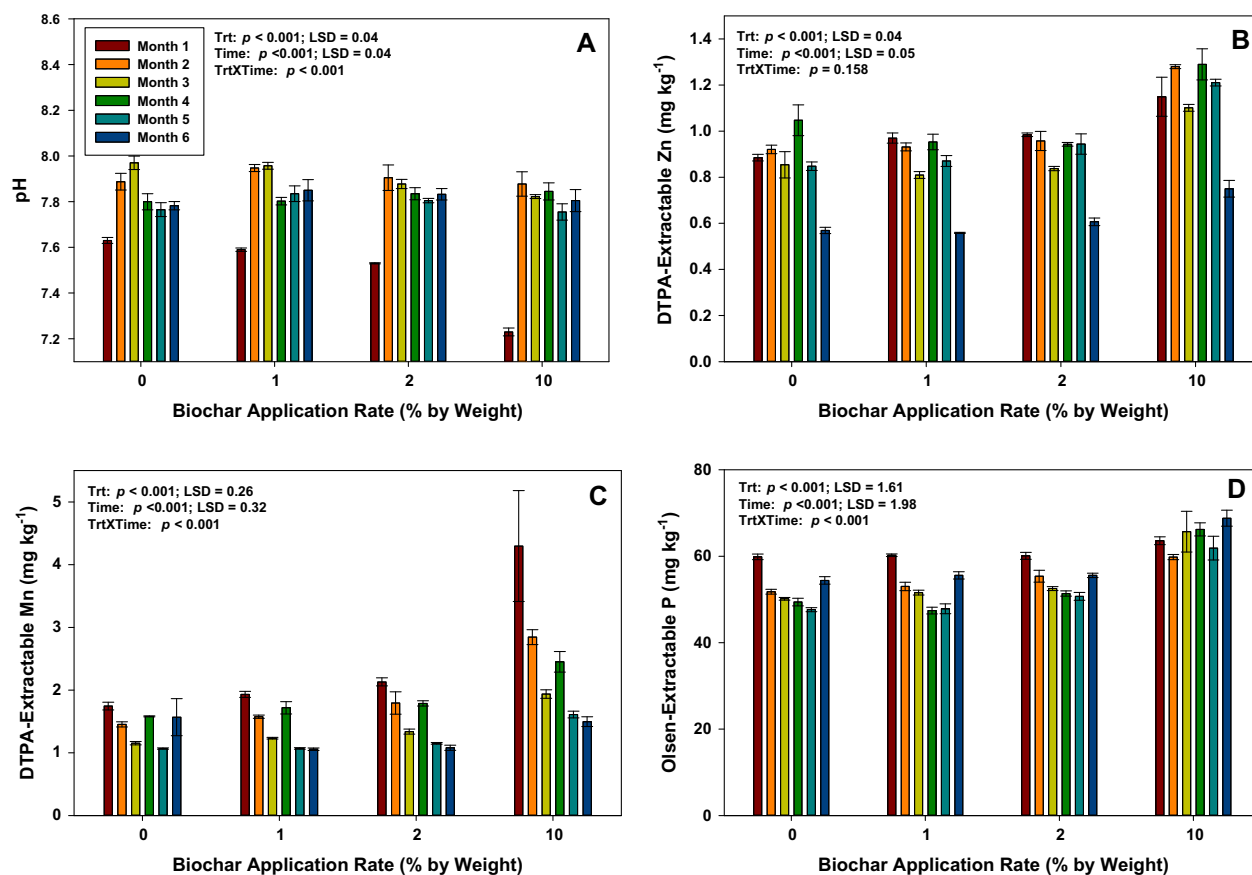 A
Trt: p < 0.001; LSD = 0.04
Time: p <0.001; LSD = 0.04
TrtXTime: p < 0.001
Month 1
Month 2
Month 3
Month 4
Month 5
Month 6
pH
8.6
8.4
8.2
8.0
7.8
7.6
7.4
7.2
0 1 2 10
Biochar Application Rate (% by Weight)
B
Trt: p < 0.001; LSD = 0.04
Time: p <0.001; LSD = 0.05
TrtXTime: p = 0.158
DTPA-Extractable Zn (mg kg⁻¹)
1.4
1.2
1.0
0.8
0.6
0.4
0.2
0.0
0 1 2 10
Biochar Application Rate (% by Weight)
C
Trt: p < 0.001; LSD = 0.26
Time: p <0.001; LSD = 0.32
TrtXTime: p < 0.001
DTPA-Extractable Mn (mg kg⁻¹)
5
4
3
2
1
0
0 1 2 10
Biochar Application Rate (% by Weight)
D
Trt: p < 0.001; LSD = 1.61
Time: p <0.001; LSD = 1.98
TrtXTime: p < 0.001
Olsen-Extractable P (mg kg⁻¹)
80
60
40
20
0
0 1 2 10
Biochar Application Rate (% by Weight)